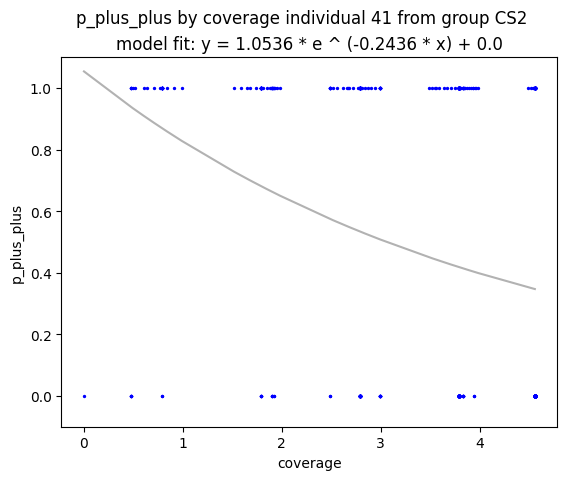 p_plus_plus by coverage individual 41 from group CS2
model fit: y = 1.0536 * e ^ (-0.2436 * x) + 0.0
1.0
0.8
0.6
0.4
0.2
0.0
p_plus_plus
0 1 2 3 4
coverage